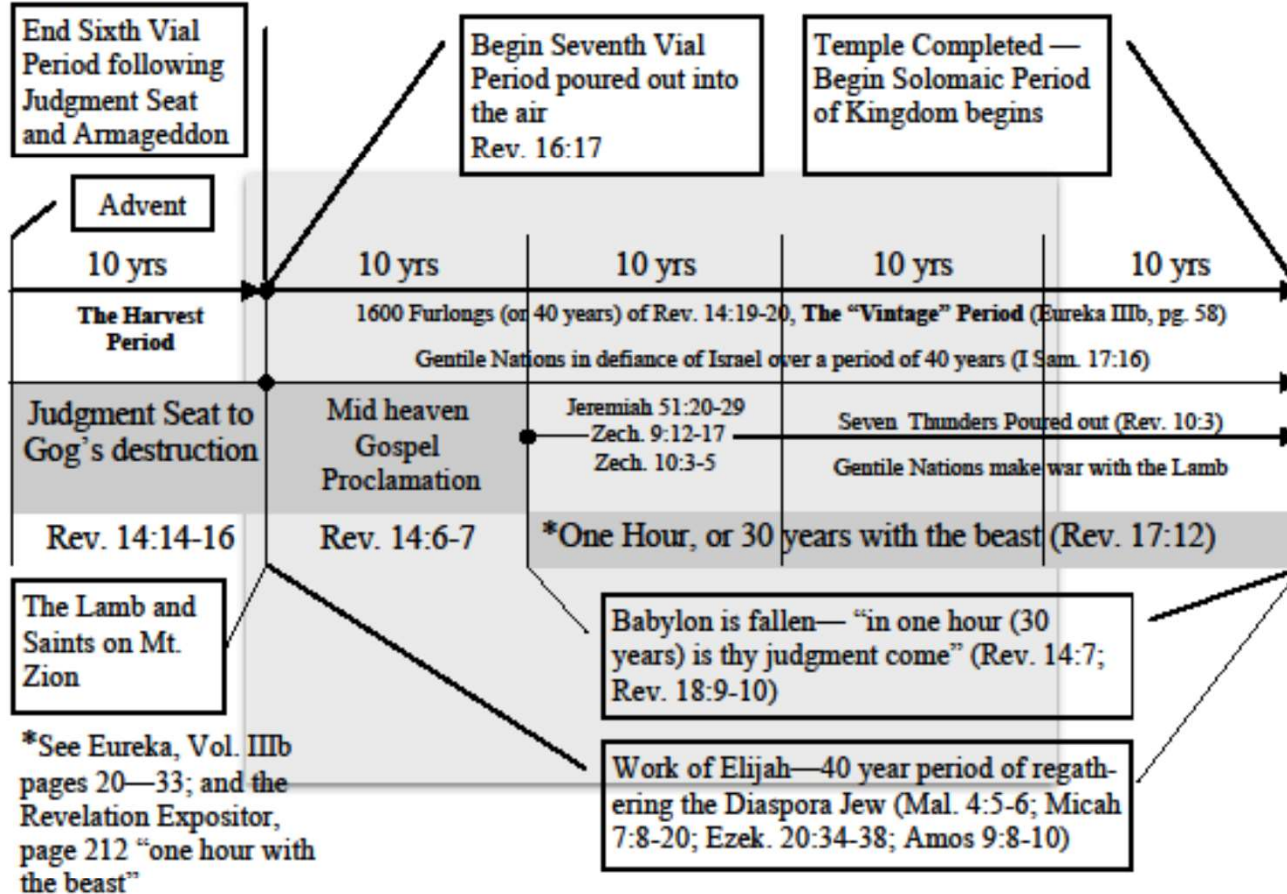 End Sixth Vial
Period following
Judgment Seat
and Armageddon
Begin Seventh Vial
Period poured out into
the air
Rev. 16:17
Temple Completed —
Begin Solomaic Period
of Kingdom begins
Advent
10 yrs
10 yrs
10 yrs
10 yrs
10 yrs
The Harvest
Period
1600 Furlongs (or 40 years) of Rev. 14:19-20, The “Vintage” Period (Eureka IIIb, pg. 58)
Gentile Nations in defiance of Israel over a period of 40 years (I Sam. 17:16)
Judgment Seat to
Gog’s destruction
Mid heaven
Gospel
Proclamation
Jeremiah 51:20-29
Zech. 9:12-17
Zech. 10:3-5
Seven Thunders Poured out (Rev. 10:3)
Gentile Nations make war with the Lamb
Rev. 14:14-16
Rev. 14:6-7
*One Hour, or 30 years with the beast (Rev. 17:12)
The Lamb and
Saints on Mt.
Zion
Babylon is fallen— “in one hour (30
years) is thy judgment come” (Rev. 14:7;
Rev. 18:9-10)
*See Eureka, Vol. IIIb
pages 20—33; and the
Revelation Expositor,
page 212 “one hour with
the beast”
Work of Elijah—40 year period of regath-
ering the Diaspora Jew (Mal. 4:5-6; Micah
7:8-20; Ezek. 20:34-38; Amos 9:8-10)